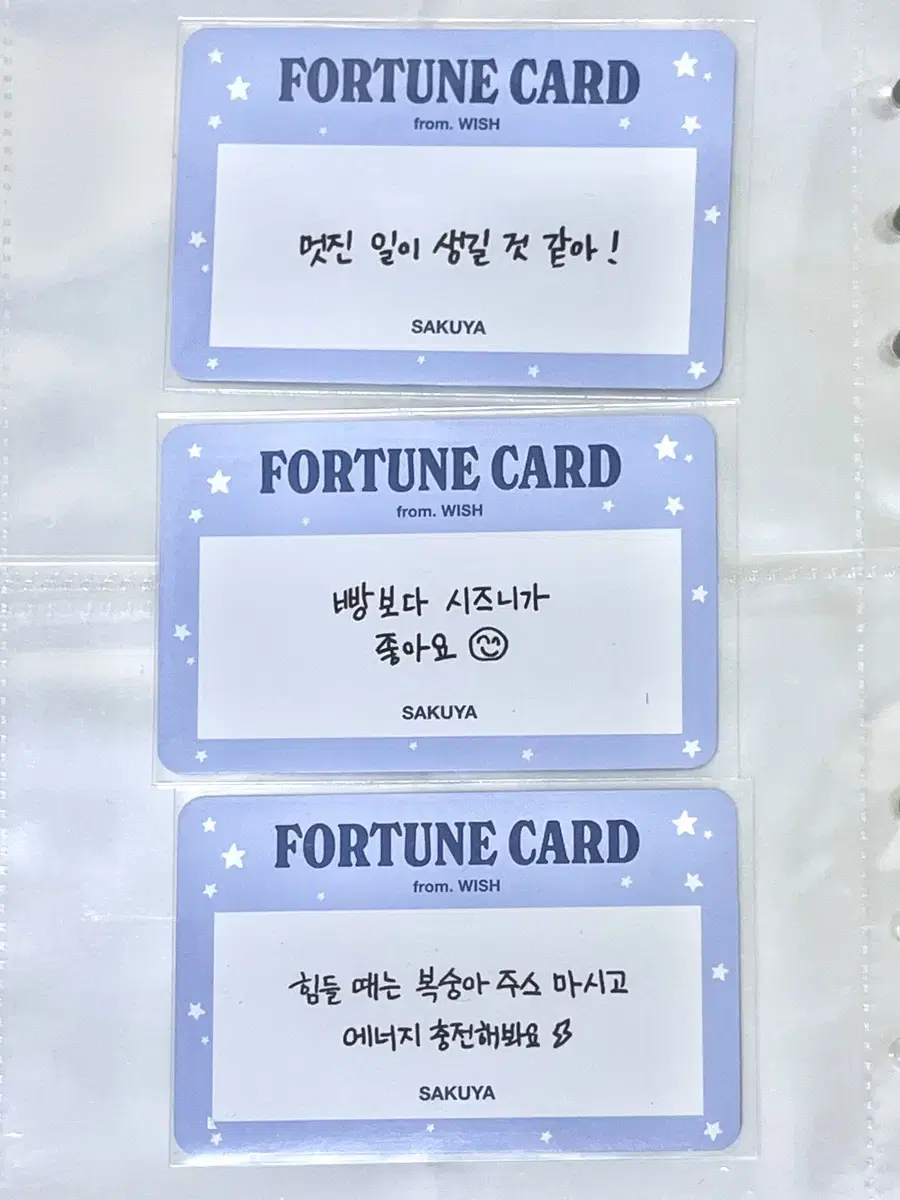 FORTUNE CARD
from. WISH
멋진 일이 생길 것 같아!
SAKUYA
FORTUNE CARD
from. WISH
빵보다 시즈니가
좋아요
SAKUYA
FORTUNE CARD
from. WISH
힘들 때는 복숭아 주스 마시고
에너지 충전해봐요
SAKUYA